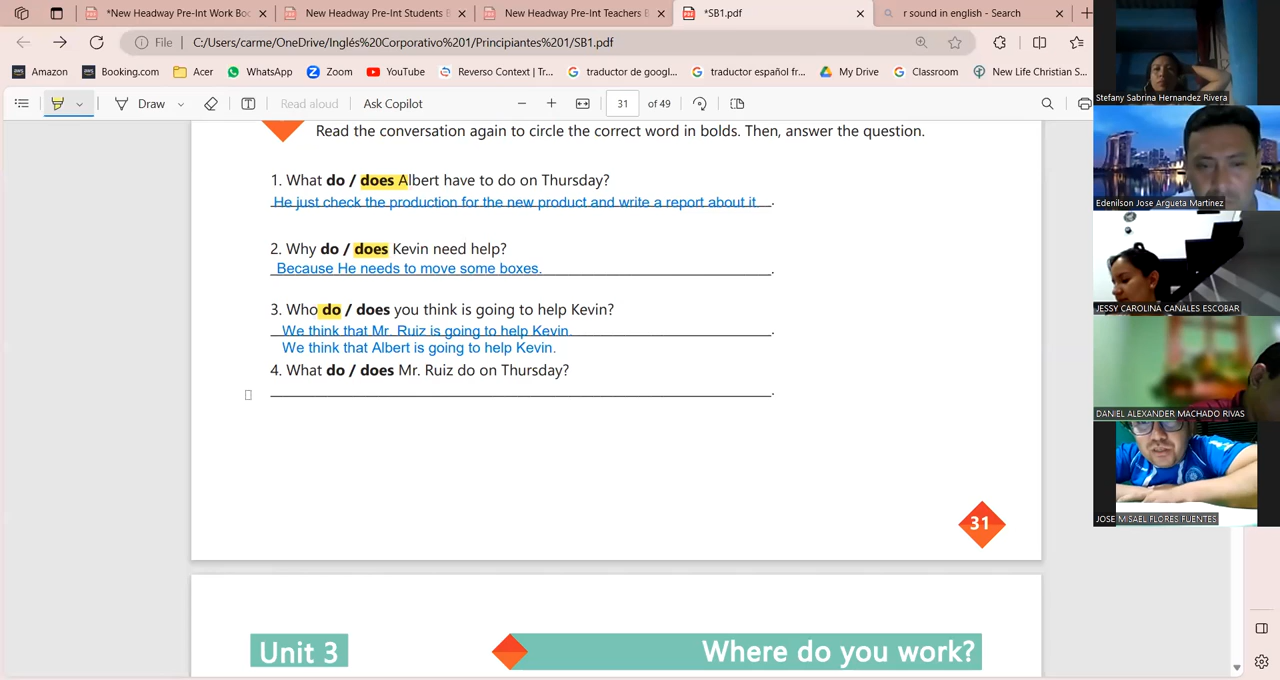 *New Headway Pre-Int Work Boo
New Headway Pre-Int Students B
New Headway Pre-Int Teachers B
*SB1.pdf
r sound in english - Search
File
C:/Users/carme/OneDrive/Inglés%20Corporativo%201/Principiantes%201/SB1.pdf
Amazon
Booking.com
Acer
WhatsApp
Zoom
YouTube
Reverso Context | Tr...
traductor de googl...
traductor español fr...
My Drive
Classroom
New Life Christian S...
Draw
Read aloud
Ask Copilot
31
of 49
Read the conversation again to circle the correct word in bolds. Then, answer the question.
1. What do / does Albert have to do on Thursday?
He just check the production for the new product and write a report about it.
2. Why do / does Kevin need help?
Because He needs to move some boxes.
3. Who do / does you think is going to help Kevin?
We think that Mr. Ruiz is going to help Kevin.
We think that Albert is going to help Kevin.
4. What do / does Mr. Ruiz do on Thursday?
31
Unit 3
Where do you work?
Stefany Sabrina Hernandez Rivera
Edenilson Jose Argueta Martinez
JESSY CAROLINA CANALES ESCOBAR
DANIEL ALEXANDER MACHADO RIVAS
JOSE MISAEL FLORES FUENTES